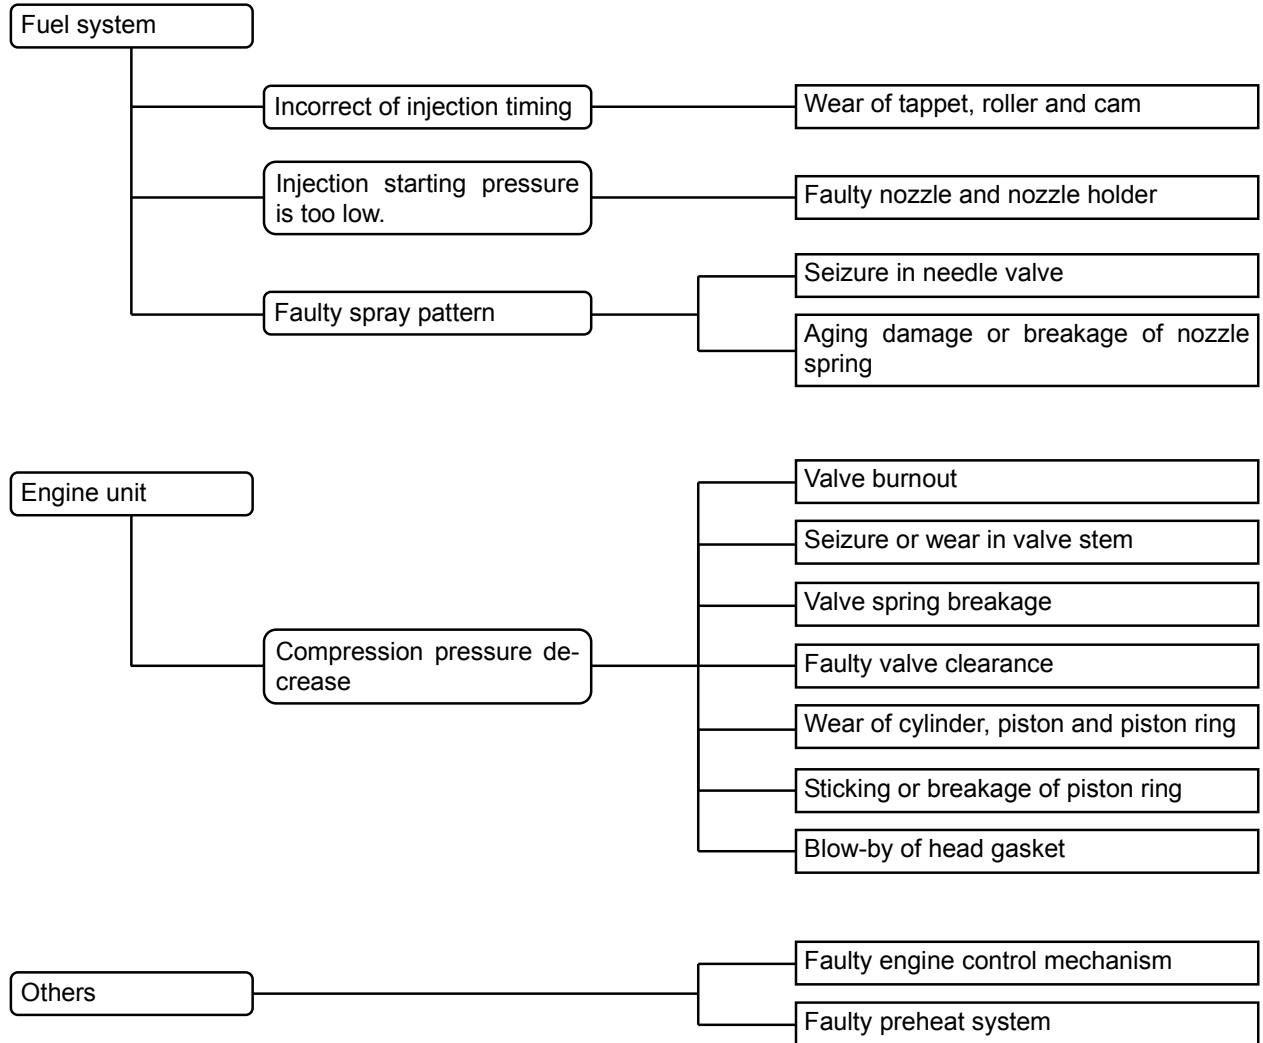 Fuel system
Incorrect of injection timing
Wear of tappet, roller and cam
Injection starting pressure
is too low.
Faulty nozzle and nozzle holder
Faulty spray pattern
Seizure in needle valve
Aging damage or breakage of nozzle
spring
Engine unit
Compression pressure de-
crease
Valve burnout
Seizure or wear in valve stem
Valve spring breakage
Faulty valve clearance
Wear of cylinder, piston and piston ring
Sticking or breakage of piston ring
Blow-by of head gasket
Others
Faulty engine control mechanism
Faulty preheat system